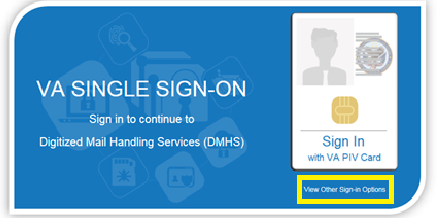 VA SINGLE SIGN-ON
Sign in to continue to
Digitized Mail Handling Services (DMHS)
Sign In
with VA PIV Card
View Other Sign-in Options